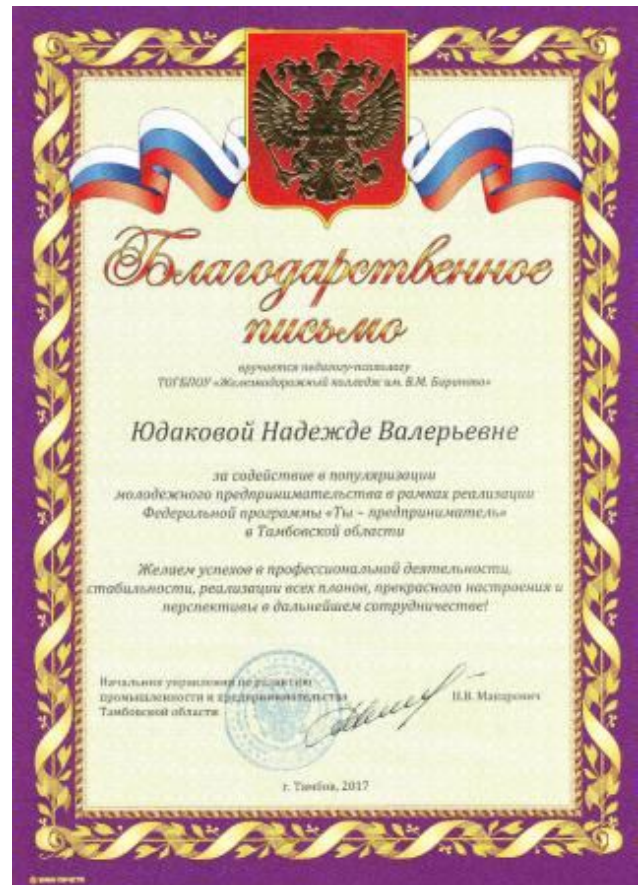 Благодарственное
письмо
вручается педагогу-психологу
ТОГБПОУ «Железнодорожный колледж им. В.М.
Юдаковой Надежде Валерьевне
за содействие в популяризации
молодежного предпринимательства в рамках реализации
Федеральной программы «Ты – предприниматель»
в Тамбовской области
Желаем успехов в профессиональной деятельности,
стабильности, реализации всех планов, прекрасного настроения и
перспективы в дальнейшем сотрудничестве!
Начальник управления по развитию
промышленности и предпринимательства
Тамбовской области
Макаревич
г. Тамбов, 2017